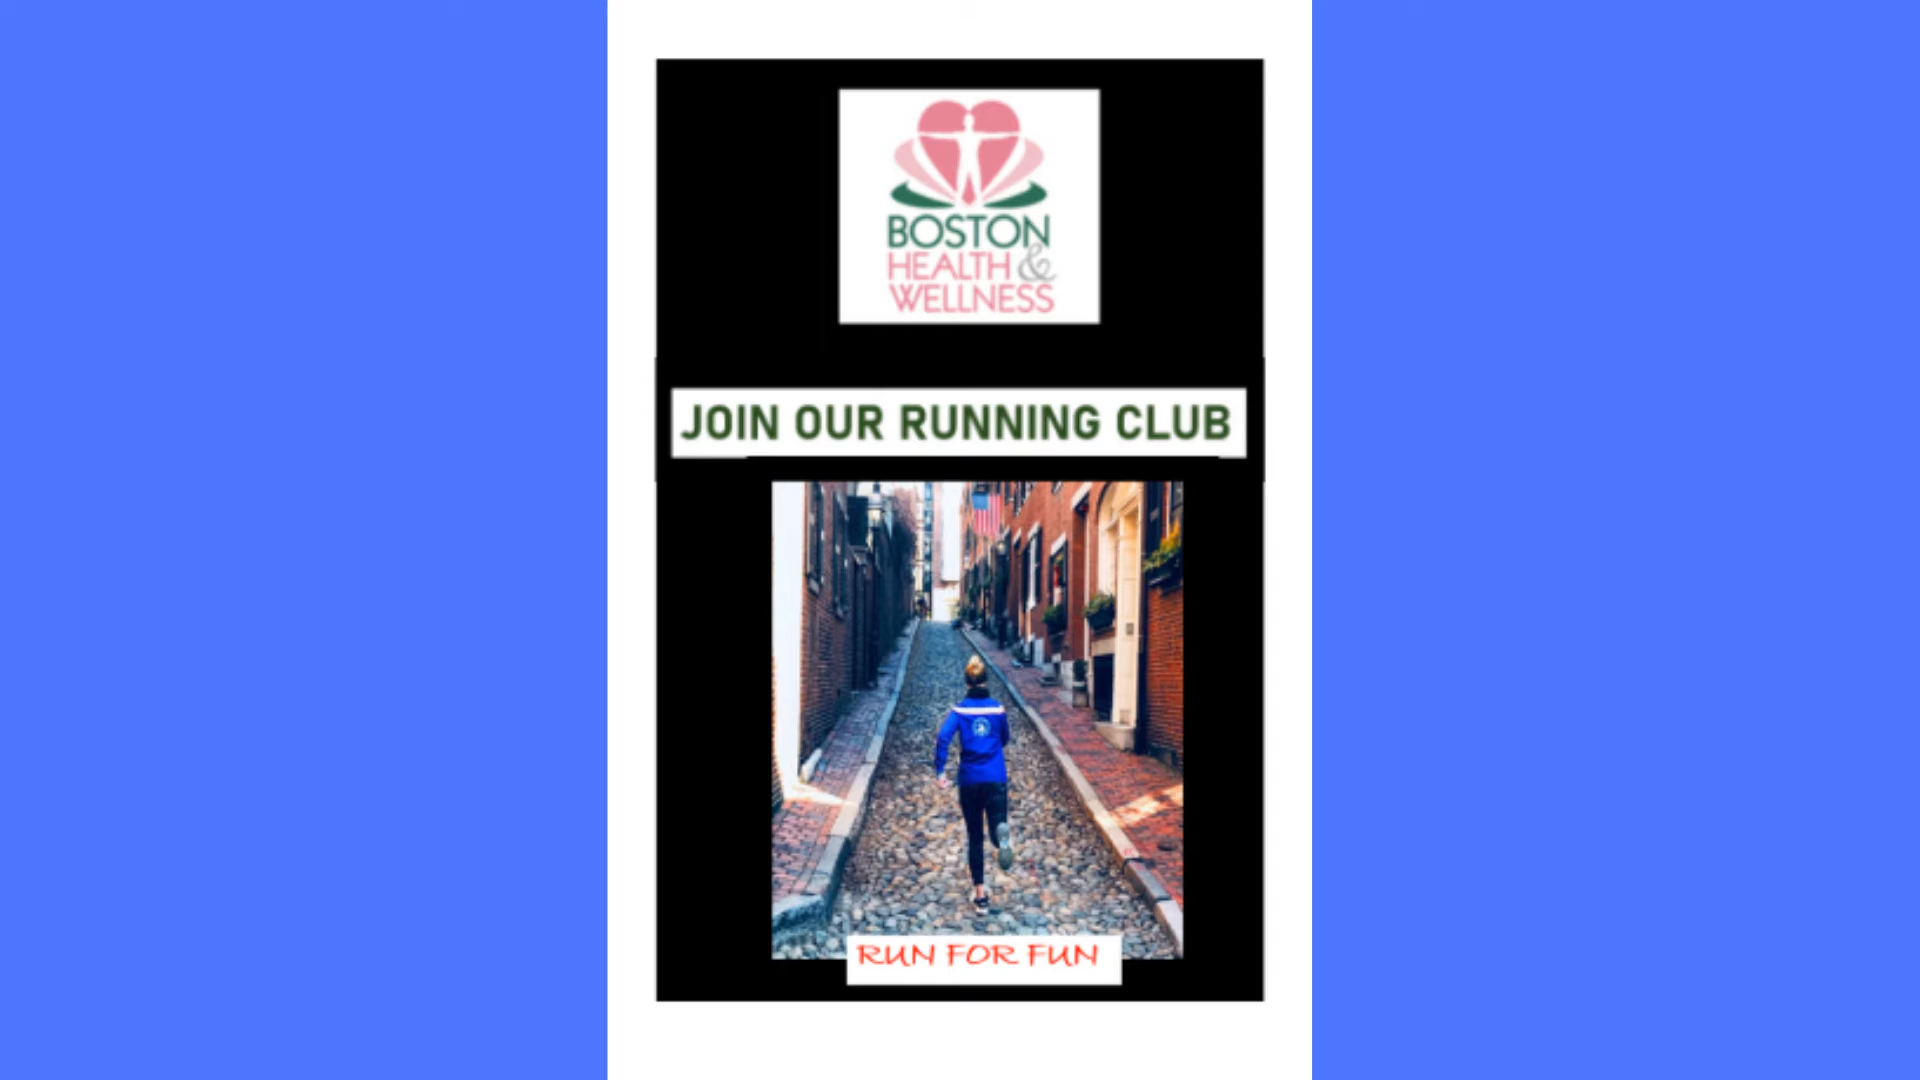 BOSTON
HEALTH &
WELLNESS
JOIN OUR RUNNING CLUB
RUN FOR FUN